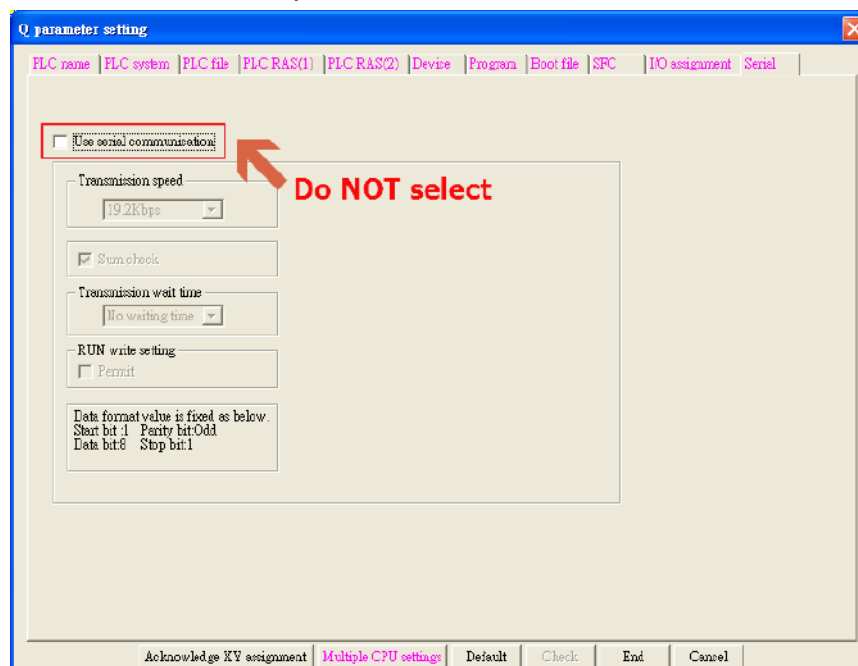 Q parameter setting
PLC name PLC system PLC file PLC RAS(1) PLC RAS(2) Device Program Boot file SFC I/O assignment Serial
Use serial communication
Do NOT select
Transmission speed
19.2Kbps
Sum check
Transmission wait time
No waiting time
RUN write setting
Permit
Data format value is fixed as below.
Start bit :1 Parity bit:Odd
Data bit:8 Stop bit:1
Acknowledge XY assignment Multiple CPU settings Default Check End Cancel